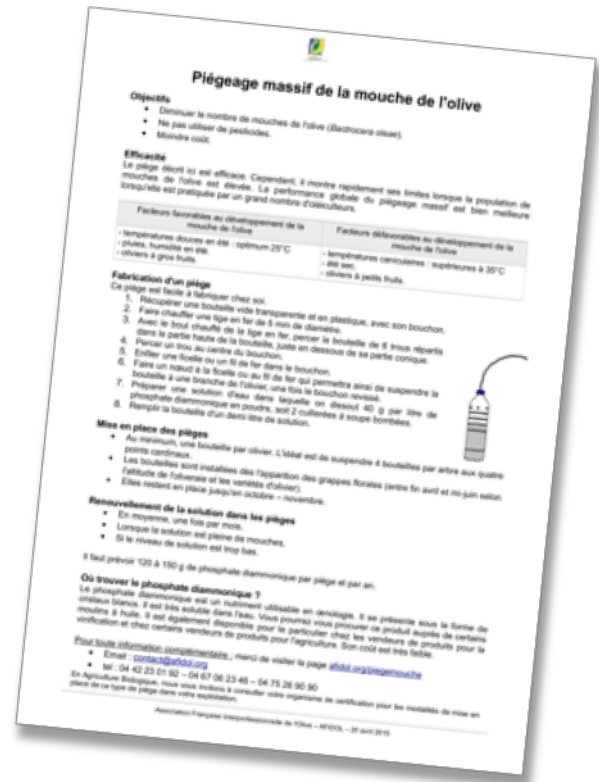 Piégeage massif de la mouche de l'olive
Objectifs
• Diminuer le nombre de mouches de l'olive (Bactrocera oleae).
• Ne pas utiliser de pesticides.
• Moindre coût.
Efficacité
Le piège décrit ici est efficace. Cependant, il montre rapidement ses limites lorsque la population de
mouches de l'olive est élevée. La performance globale du piégeage massif est bien meilleure
lorsqu'elle est pratiquée par un grand nombre d'oléiculteurs.
Facteurs favorables au développement de la
mouche de l'olive
- températures douces en été : optimum 25°C
- pluies, humidité en été.
- oliviers à gros fruits.
Facteurs défavorables au développement de la
mouche de l'olive
- températures caniculaires : supérieures à 35°C
- été sec.
- oliviers à petits fruits.
Fabrication d'un piège
Ce piège est facile à fabriquer chez soi.
1. Récupérer une bouteille vide transparente et en plastique, avec son bouchon.
2. Faire chauffer une tige en fer de 5 mm de diamètre.
3. Avec le bout chauffé de la tige en fer, percer la bouteille de 6 trous répartis
dans la partie haute de la bouteille, juste en dessous de sa partie conique.
4. Percer un trou au centre du bouchon.
5. Enfiler une ficelle ou un fil de fer dans le bouchon.
6. Faire un nœud à la ficelle ou au fil de fer qui permettra ainsi de suspendre la
bouteille à une branche de l'olivier, une fois le bouchon revissé.
7. Préparer une solution d'eau dans laquelle on dissout 40 g par litre de
phosphate diammonique en poudre, soit 2 cuillerées à soupe bombées.
8. Remplir la bouteille d'un demi litre de solution.
Mise en place des pièges
• Au minimum, une bouteille par olivier. L'idéal est de suspendre 4 bouteilles par arbre aux quatre
points cardinaux.
• Les bouteilles sont installées dès l'apparition des grappes florales (entre fin avril et mi-juin selon
l'altitude de l'oliveraie et les variétés d'olivier).
• Elles restent en place jusqu'en octobre – novembre.
Renouvellement de la solution dans les pièges
• En moyenne, une fois par mois.
• Lorsque la solution est pleine de mouches.
• Si le niveau de solution est trop bas.
Il faut prévoir 120 à 150 g de phosphate diammonique par piège et par an.
Où trouver le phosphate diammonique ?
Le phosphate diammonique est un nutriment utilisable en œnologie. Il se présente sous la forme de
cristaux blancs. Il est très soluble dans l'eau. Vous pourrez vous procurer ce produit auprès de certains
moulins à huile. Il est également disponible pour le particulier chez les vendeurs de produits pour la
vinification et chez certains vendeurs de produits pour l'agriculture. Son coût est très faible.
Pour toute information complémentaire : merci de visiter la page afidol.org/piegemouche
• Email : contact@afidol.org
• tél : 04 42 23 01 92 – 04 67 06 23 46 – 04 75 26 90 90
En Agriculture Biologique, nous vous invitons à consulter votre organisme de certification pour les modalités de mise en
place de ce type de piège dans votre exploitation.
Association Française Interprofessionnelle de l'Olive – AFIDOL – 20 avril 2015